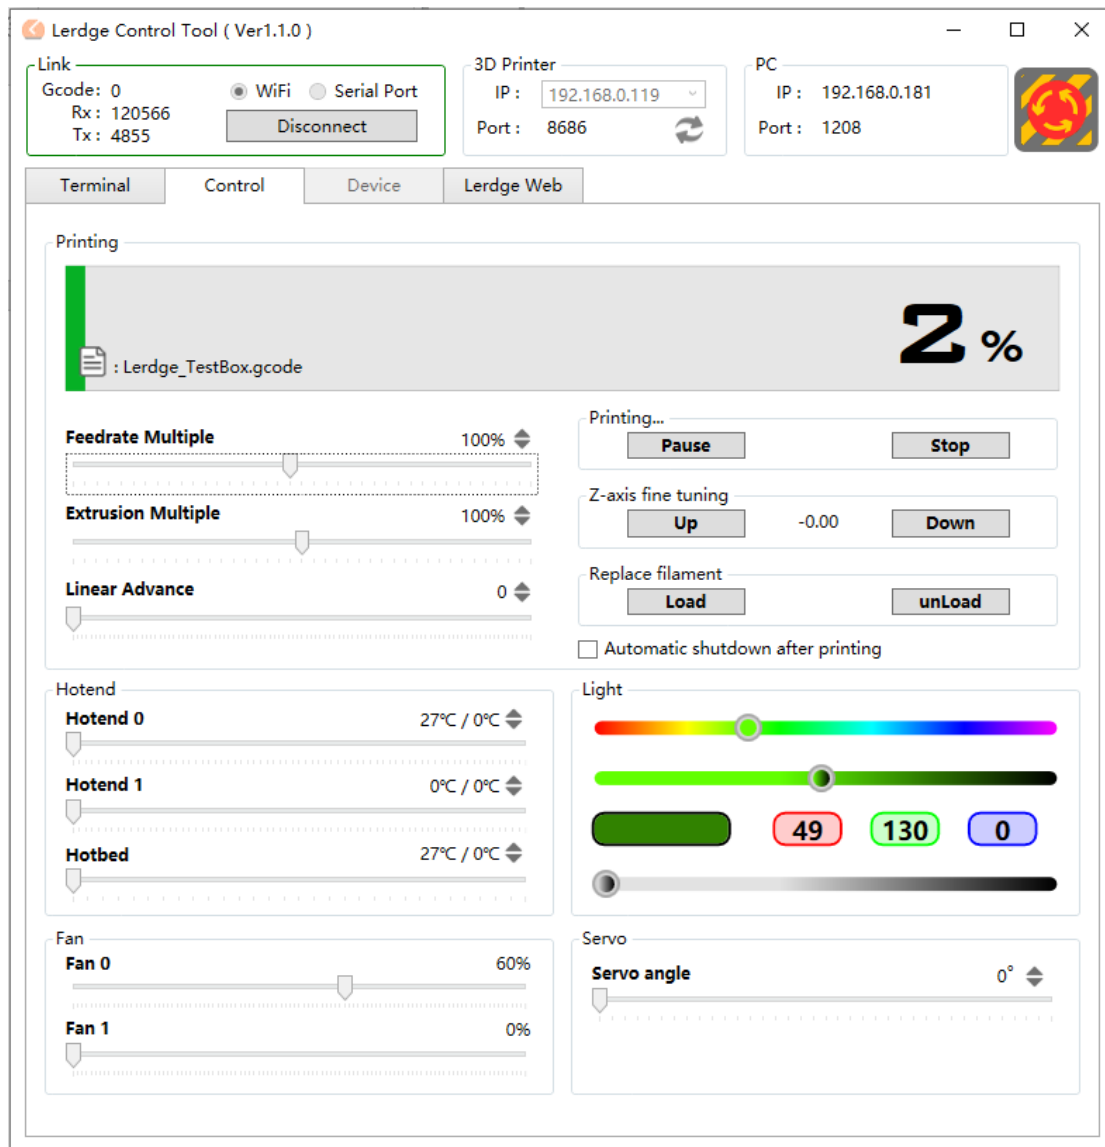 Lerdge Control Tool ( Ver1.1.0 )
Link
Gcode: 0
Rx : 120566
Tx : 4855
WiFi
Serial Port
Disconnect
3D Printer
IP : 192.168.0.119
Port : 8686
PC
IP : 192.168.0.181
Port : 1208
Terminal
Control
Device
Lerdge Web
Printing
2 %
: Lerdge_TestBox.gcode
Feedrate Multiple 100%
Extrusion Multiple 100%
Linear Advance 0
Printing...
Pause
Stop
Z-axis fine tuning
Up -0.00 Down
Replace filament
Load
unLoad
Automatic shutdown after printing
Hotend
Hotend 0 27℃ / 0℃
Hotend 1 0℃ / 0℃
Hotbed 27℃ / 0℃
Light
49 130 0
Fan
Fan 0 60%
Fan 1 0%
Servo
Servo angle 0°